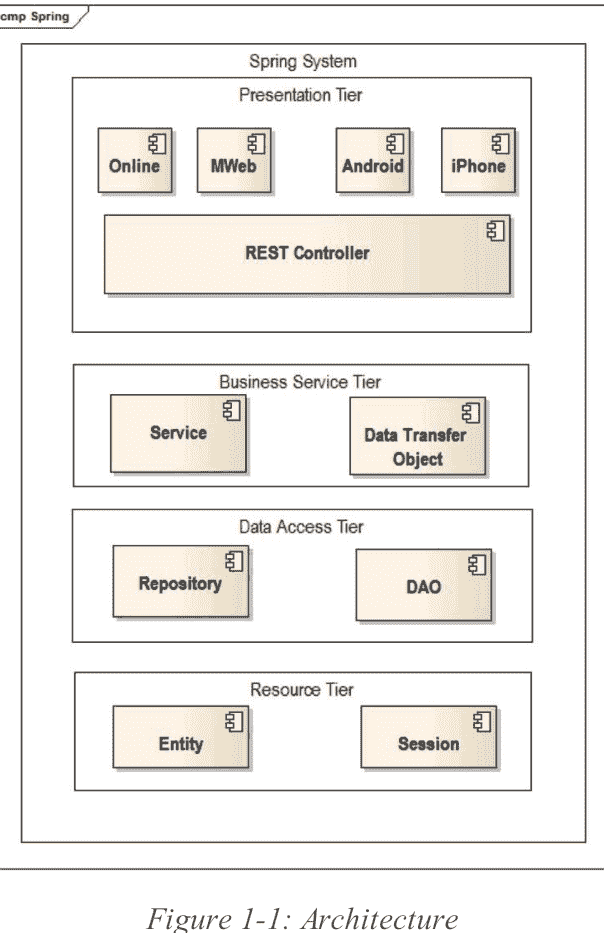 cmp Spring
Spring System
Presentation Tier
Online MWeb Android iPhone
REST Controller
Business Service Tier
Service
Data Transfer
Object
Data Access Tier
Repository
DAO
Resource Tier
Entity
Session
Figure 1-1: Architecture